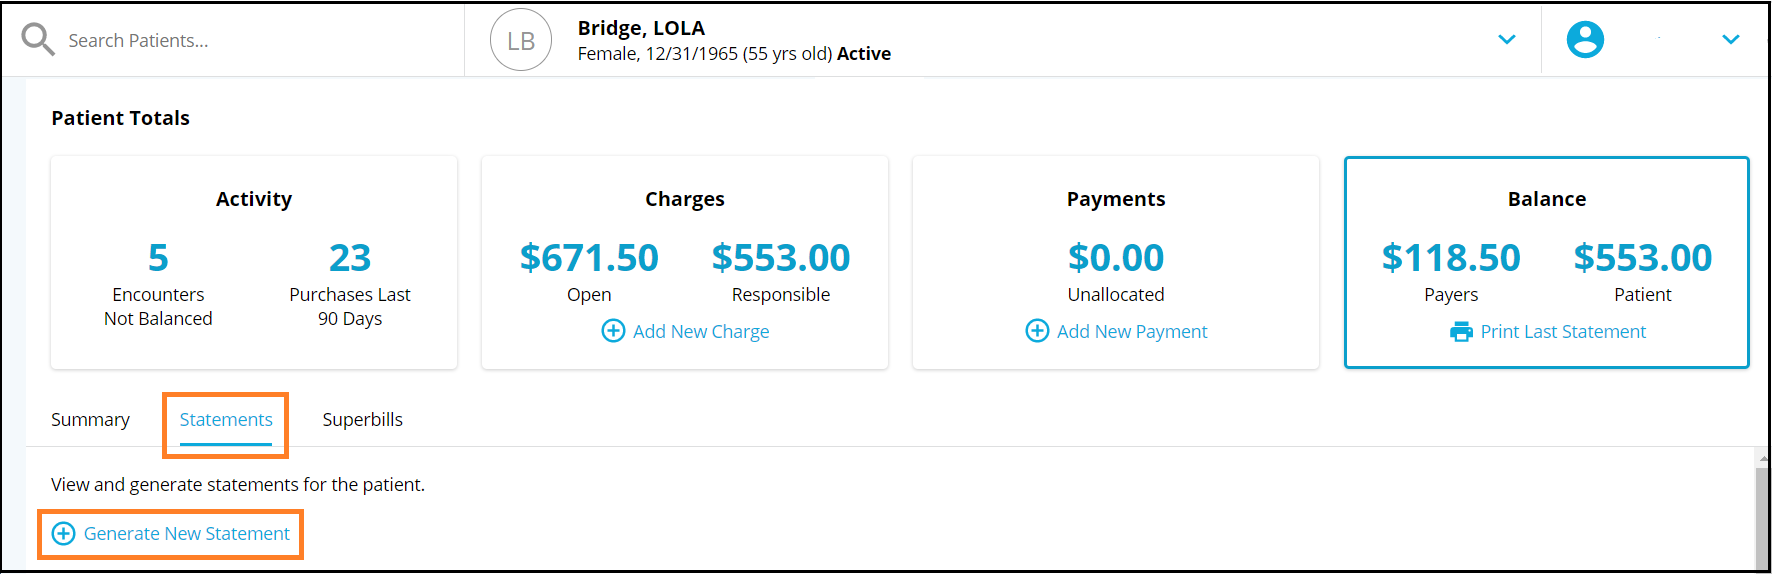 Search Patients...
LB
Bridge, LOLA
Female, 12/31/1965 (55 yrs old) Active
Patient Totals
Activity
5
Encounters
Not Balanced
23
Purchases Last
90 Days
Charges
$671.50
Open
$553.00
Responsible
Add New Charge
Payments
$0.00
Unallocated
Add New Payment
Balance
$118.50
Payers
$553.00
Patient
Print Last Statement
Summary
Statements
Superbills
View and generate statements for the patient.
Generate New Statement